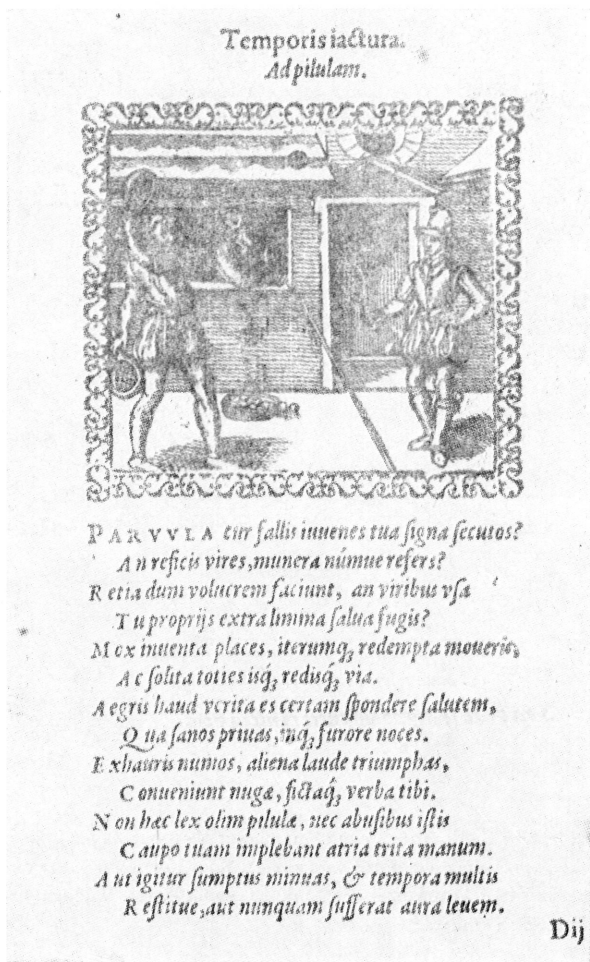 Temporis iactura.
Ad pilulam.
PARVVLA cur fallis iuuenes tua signa secutos?
An reficis vires, munera númue refers?
Retia dum volucrem faciunt, an viribus vsa
Tu proprijs extra limina salua fugis?
Mox inuenta places, iterumq́; redempta moueris,
Ac solita toties isq́; redisq́; via.
Aegris haud verita es certam spondere salutem,
Qua sanos priuas, inq́; furore noces.
Exhauris numos, aliena laude triumphas,
Conueniunt nugæ, fictaq́; verba tibi.
Non hæc lex olim pilulæ, nec abusibus istis
Caupo tuam implebant atria trita manum.
Aut igitur sumptus minuas, & tempora multis
Restitue, aut nunquam sufferat aura leuem.
Dij